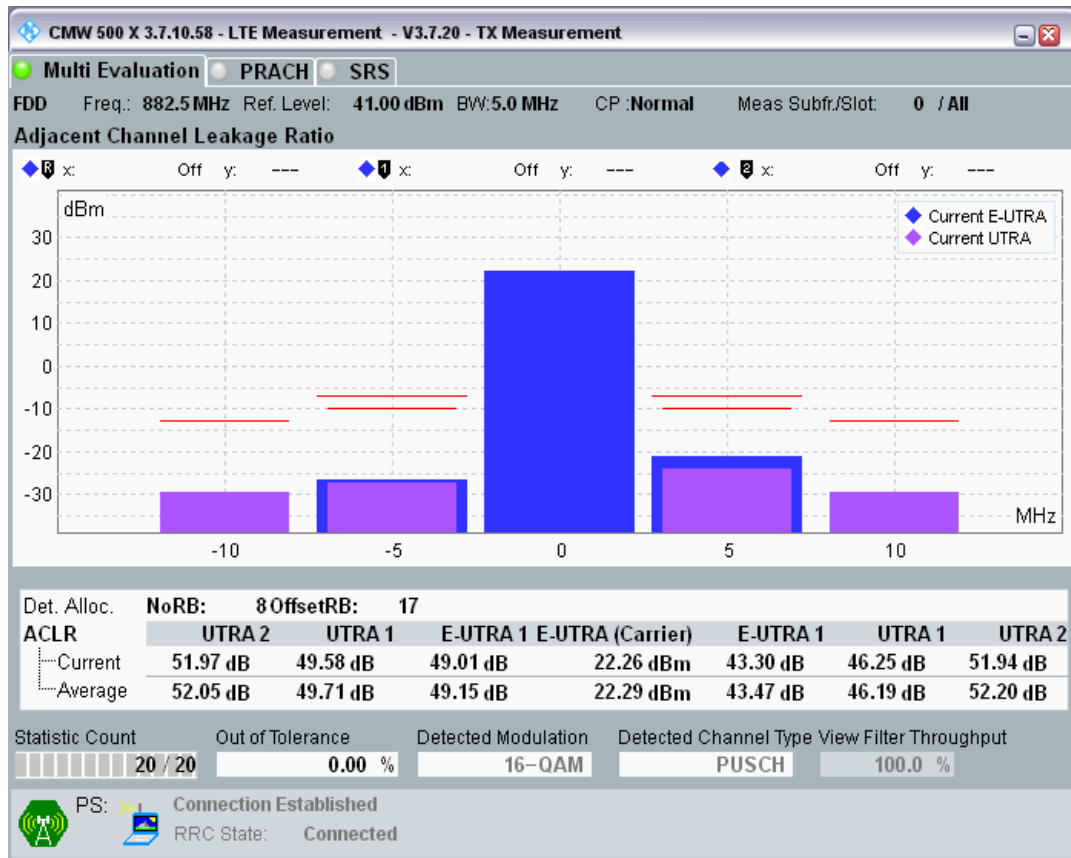 CMW 500 X 3.7.10.58 - LTE Measurement - V3.7.20 - TX Measurement
Multi Evaluation PRACH SRS
FDD Freq.: 882.5 MHz Ref. Level: 41.00 dBm BW:5.0 MHz CP :Normal Meas Subfr./Slot: 0 / All
Adjacent Channel Leakage Ratio
R x: Off y: --- 1 x: Off y: --- 2 x: Off y: ---
dBm
Current E-UTRA
Current UTRA
30
20
10
0
-10
-20
-30
MHz
-10 -5 0 5 10
Det. Alloc. NoRB: 8 OffsetRB: 17
ACLR UTRA 2 UTRA 1 E-UTRA 1 E-UTRA (Carrier) E-UTRA 1 UTRA 1 UTRA 2
Current 51.97 dB 49.58 dB 49.01 dB 22.26 dBm 43.30 dB 46.25 dB 51.94 dB
Average 52.05 dB 49.71 dB 49.15 dB 22.29 dBm 43.47 dB 46.19 dB 52.20 dB
Statistic Count Out of Tolerance Detected Modulation Detected Channel Type View Filter Throughput
20 / 20 0.00 % 16-QAM PUSCH 100.0 %
PS: Connection Established
RRC State: Connected